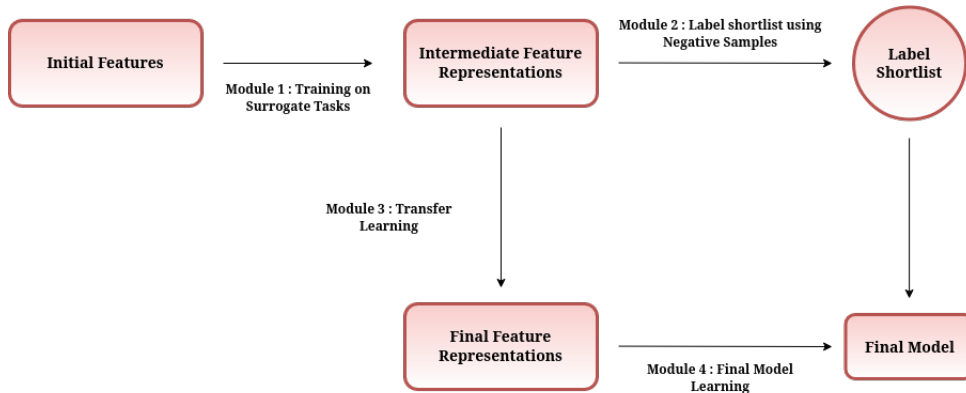 Initial Features
Module 1 : Training on
Surrogate Tasks
Intermediate Feature
Representations
Module 2 : Label shortlist using
Negative Samples
Label
Shortlist
Module 3 : Transfer
Learning
Final Feature
Representations
Module 4 : Final Model
Learning
Final Model